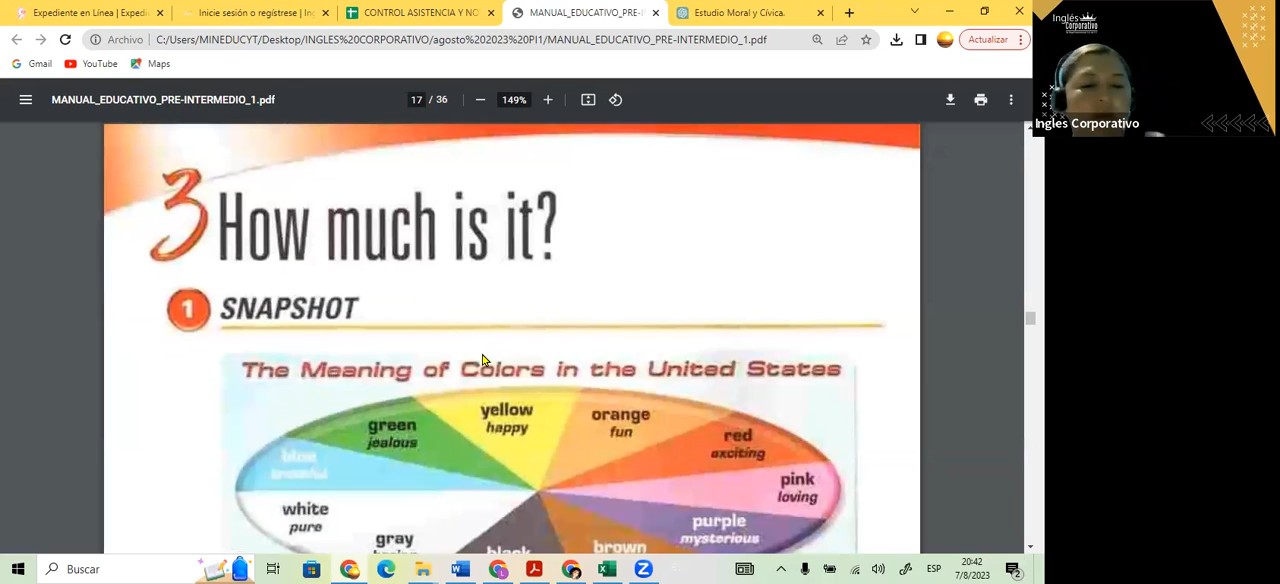 Expediente en Línea | Expedi
Inicie sesión o regístrese | Ing
CONTROL ASISTENCIA Y NO
MANUAL_EDUCATIVO_PRE-I
Estudio Moral y Cívica.
Archivo
C:/Users/MINEDUCYT/Desktop/INGLES%20CORPORATIVO/agosto%202023%20PI1/MANUAL_EDUCATIVO_PRE-INTERMEDIO_1.pdf
Actualizar
Gmail
YouTube
Maps
MANUAL_EDUCATIVO_PRE-INTERMEDIO_1.pdf
17 / 36
149%
Inglés
Corporativo
Ingles Corporativo
3 How much is it?
1 SNAPSHOT
The Meaning of Colors in the United States
yellow
happy
orange
fun
green
jealous
red
exciting
blue
pink
loving
white
pure
purple
mysterious
gray
black
brown
Buscar
ESP
20:42
7/8/2023
2